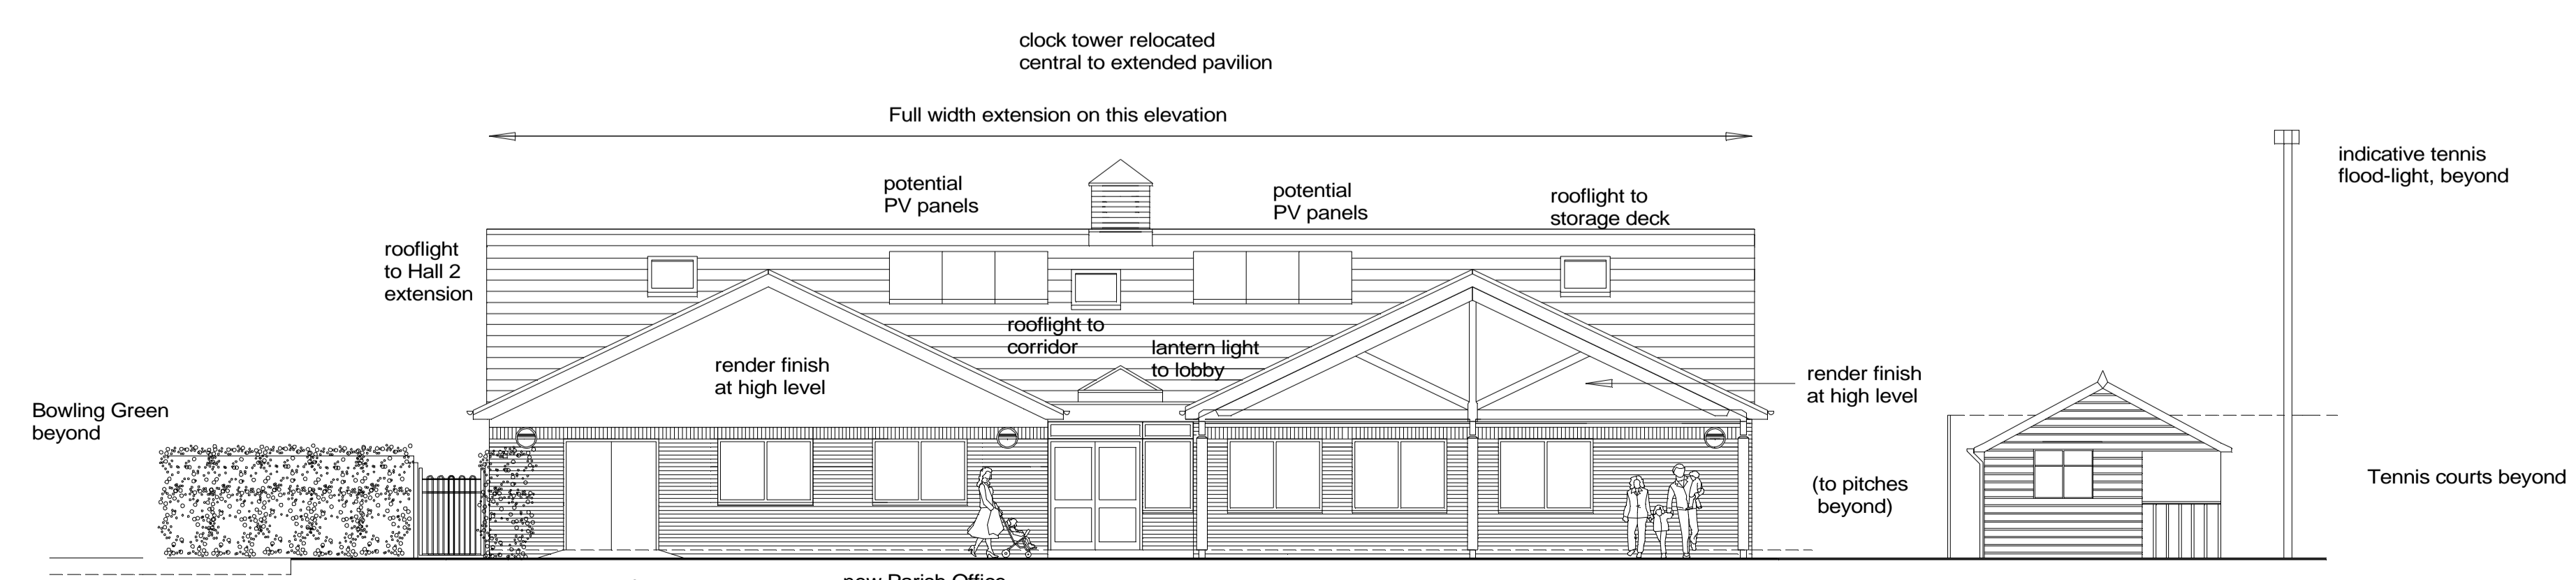 clock tower relocated
central to extended pavilion
Full width extension on this elevation
potential
PV panels
potential
PV panels
rooflight to
storage deck
indicative tennis
flood-light, beyond
rooflight
to Hall 2
extension
rooflight to
corridor
lantern light
to lobby
render finish
at high level
render finish
at high level
Bowling Green
beyond
(to pitches
beyond)
Tennis courts beyond
new Parish Office